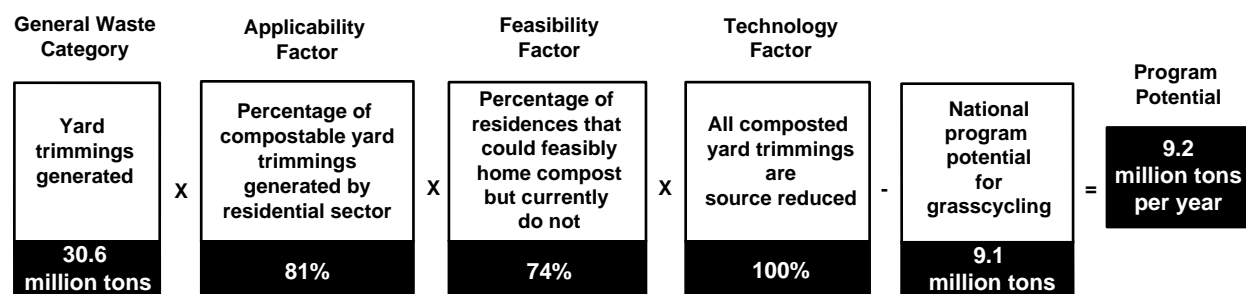 General Waste
Category
Yard
trimmings
generated
30.6
million tons
X
Applicability
Factor
Percentage of
compostable yard
trimmings
generated by
residential sector
81%
X
Feasibility
Factor
Percentage of
residences that
could feasibly
home compost
but currently
do not
74%
X
Technology
Factor
All composted
yard trimmings
are
source reduced
100%
-
National
program
potential
for
grasscycling
9.1
million tons
=
Program
Potential
9.2
million tons
per year